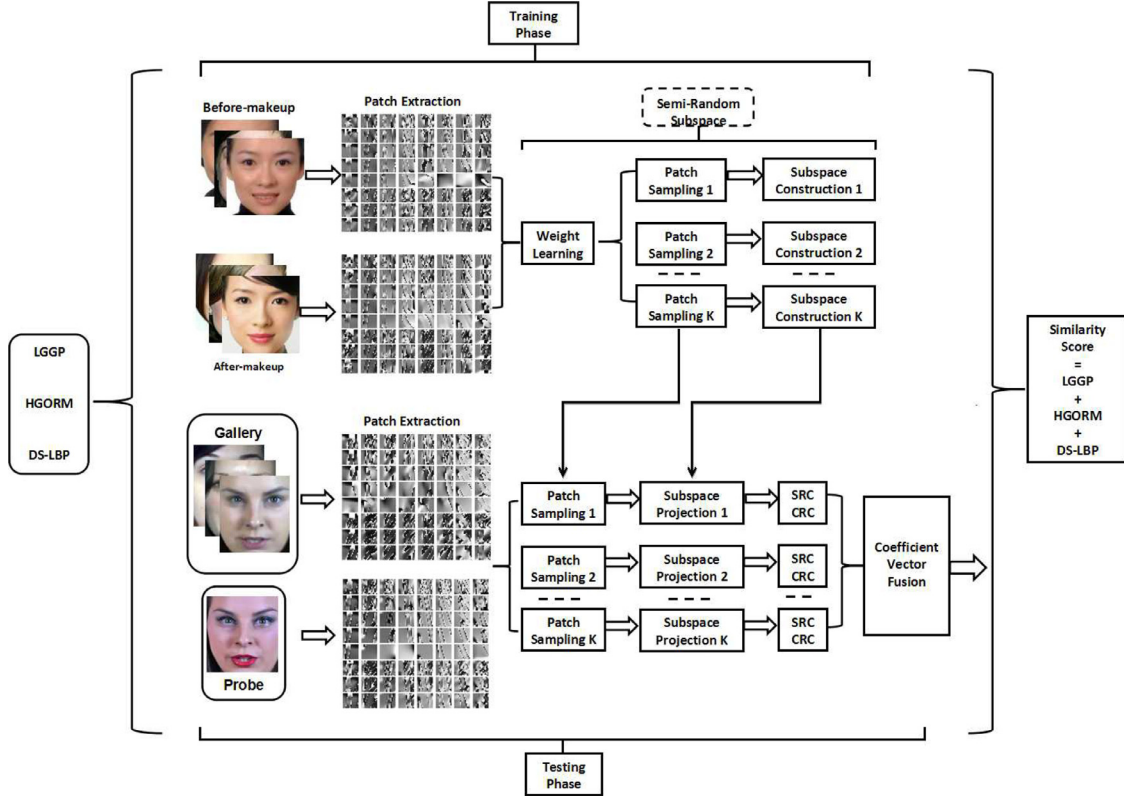 Training
Phase
Before-makeup
Patch Extraction
Semi-Random
Subspace
Patch
Sampling 1
Subspace
Construction 1
Weight
Learning
Patch
Sampling 2
Subspace
Construction 2
Patch
Sampling K
Subspace
Construction K
After-makeup
LGGP
HGORM
DS-LBP
Similarity
Score
=
LGGP
+
HGORM
+
DS-LBP
Gallery
Patch Extraction
Patch
Sampling 1
Subspace
Projection 1
SRC
CRC
Patch
Sampling 2
Subspace
Projection 2
SRC
CRC
Coefficient
Vector
Fusion
Patch
Sampling K
Subspace
Projection K
SRC
CRC
Probe
Testing
Phase